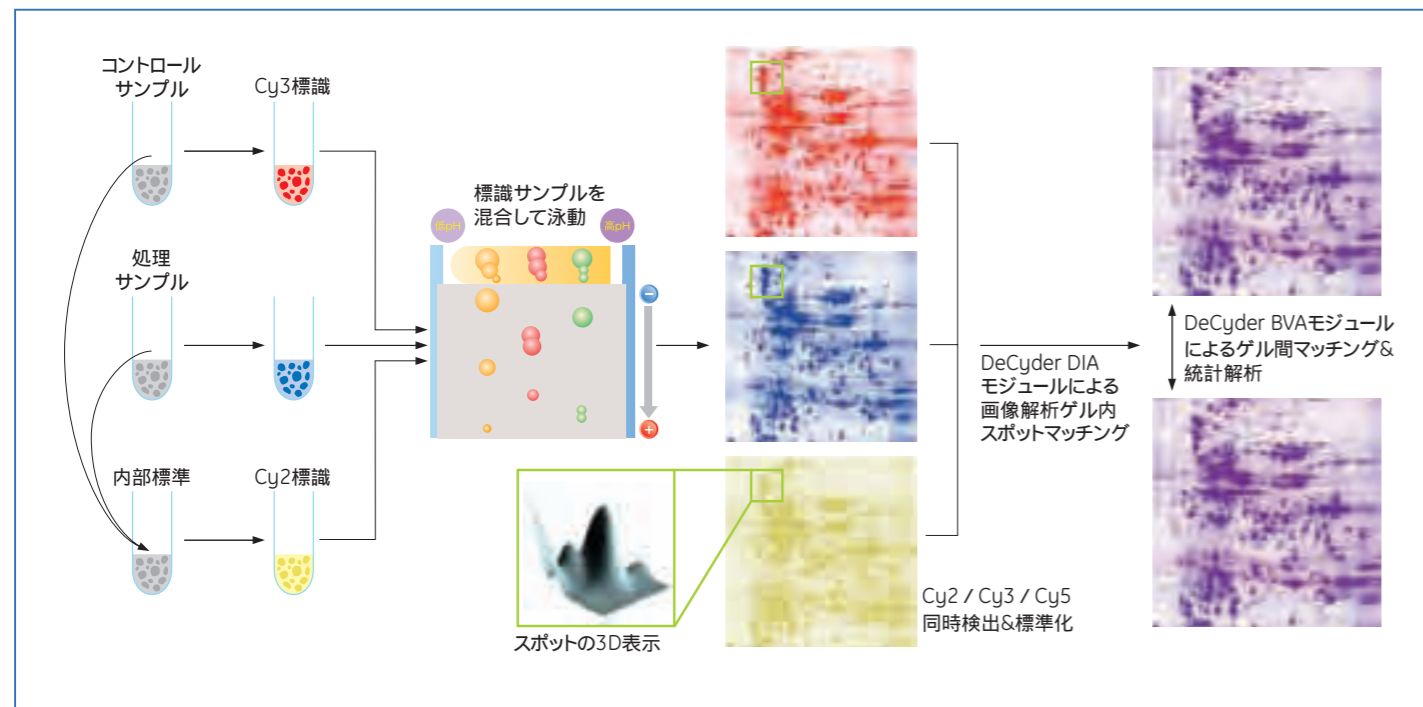 コントロール
サンプル
Cy3標識
標識サンプルを
混合して泳動
低pH
高pH
処理
サンプル
−
+
内部標準
Cy2標識
スポットの3D表示
DeCyder DIA
モジュールによる
画像解析ゲル内
スポットマッチング
Cy2 / Cy3 / Cy5
同時検出&標準化
DeCyder BVAモジュール
によるゲル間マッチング&
統計解析